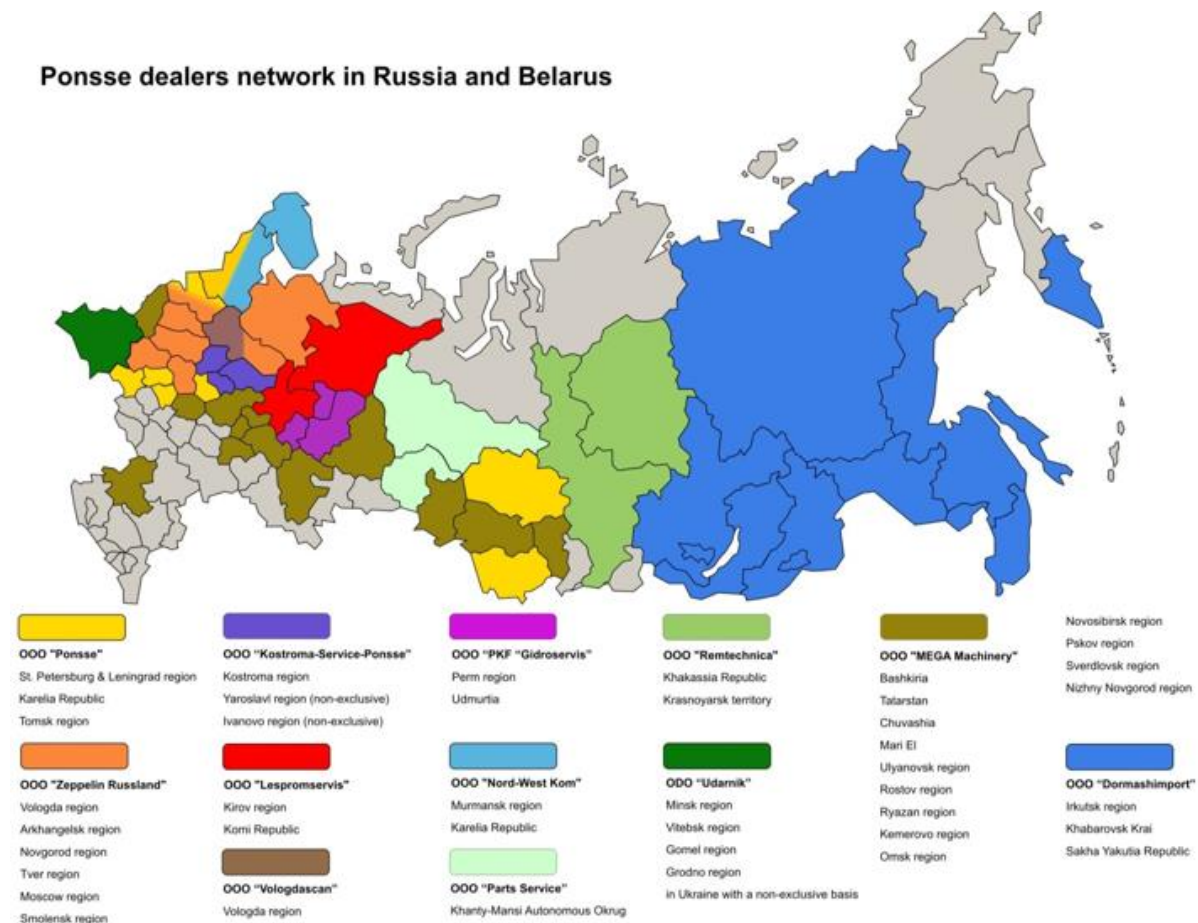 Ponsse dealers network in Russia and Belarus
OOO "Ponsse"
St. Petersburg & Leningrad region
Karelia Republic
Tomsk region
OOO "Zeppelin Russland"
Vologda region
Arkhangelsk region
Novgorod region
Tver region
Moscow region
Smolensk region
OOO "Kostroma-Service-Ponsse"
Kostroma region
Yaroslavl region (non-exclusive)
Ivanovo region (non-exclusive)
OOO "Lespromservis"
Kirov region
Komi Republic
OOO "Vologdascan"
Vologda region
OOO "PKF "Gidroservis"
Perm region
Udmurtia
OOO "Nord-West Kom"
Murmansk region
Karelia Republic
OOO "Parts Service"
Khanty-Mansi Autonomous Okrug
OOO "Remtechnica"
Khakassia Republic
Krasnoyarsk territory
ODO "Udarnik"
Minsk region
Vitebsk region
Gomel region
Grodno region
in Ukraine with a non-exclusive basis
OOO "MEGA Machinery"
Bashkiria
Tatarstan
Chuvashia
Mari El
Ulyanovsk region
Rostov region
Ryazan region
Kemerovo region
Omsk region
Novosibirsk region
Pskov region
Sverdlovsk region
Nizhny Novgorod region
OOO "Dormashimport"
Irkutsk region
Khabarovsk Krai
Sakha Yakutia Republic